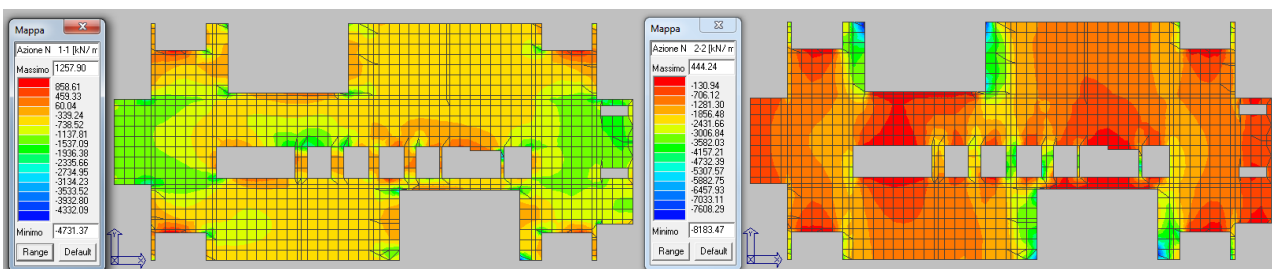 Mappa
Azione N 1-1 [kN/ m
Massimo 1257.90
858.61
459.33
60.04
-339.24
-738.52
-1137.81
-1537.09
-1936.38
-2335.66
-2734.95
-3134.23
-3533.52
-3932.80
-4332.09
Minimo -4731.37
Range Default
Y
X
Mappa
Azione N 2-2 [kN/ m
Massimo 444.24
-130.94
-706.12
-1281.30
-1856.48
-2431.66
-3006.84
-3582.03
-4157.21
-4732.39
-5307.57
-5882.75
-6457.93
-7033.11
-7608.29
Minimo -8183.47
Range Default
Y
X